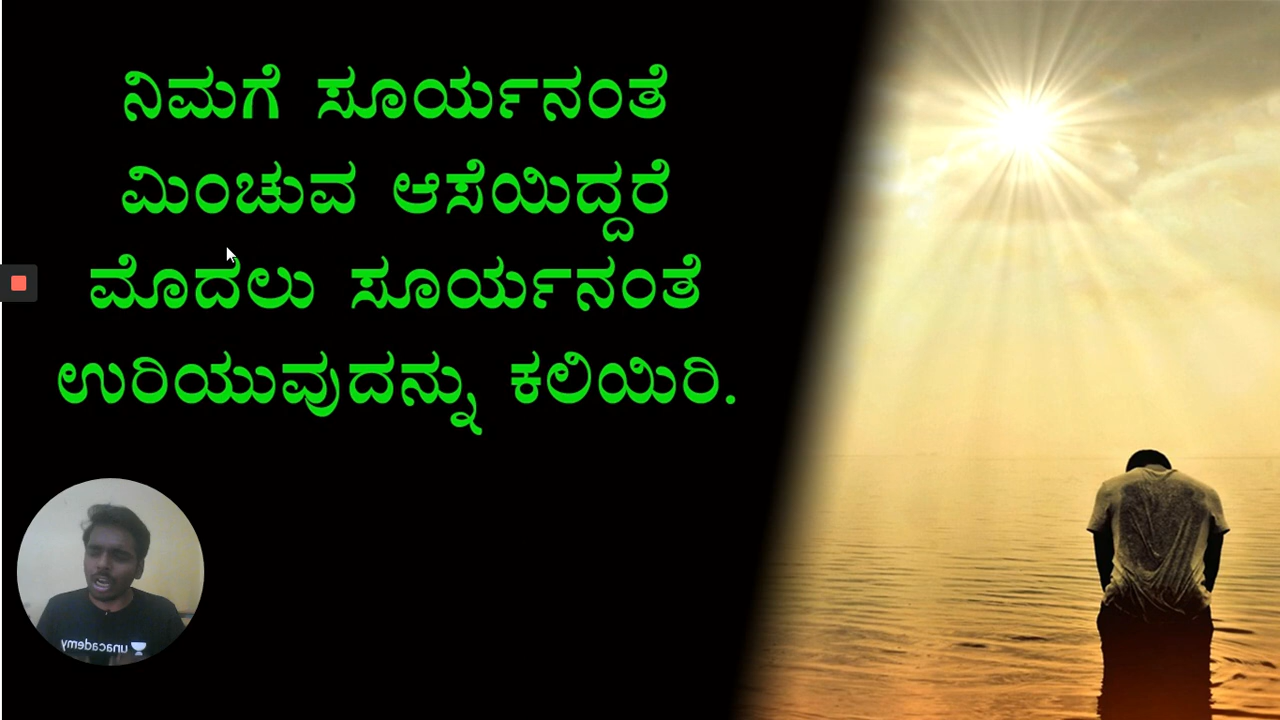 ನಿಮಗೆ ಸೂರ್ಯನಂತೆ
ಮಿಂಚುವ ಆಸೆಯಿದ್ದರೆ
ಮೊದಲು ಸೂರ್ಯನಂತೆ
ಉರಿಯುವುದನ್ನು ಕಲಿಯಿರಿ.
unacademy